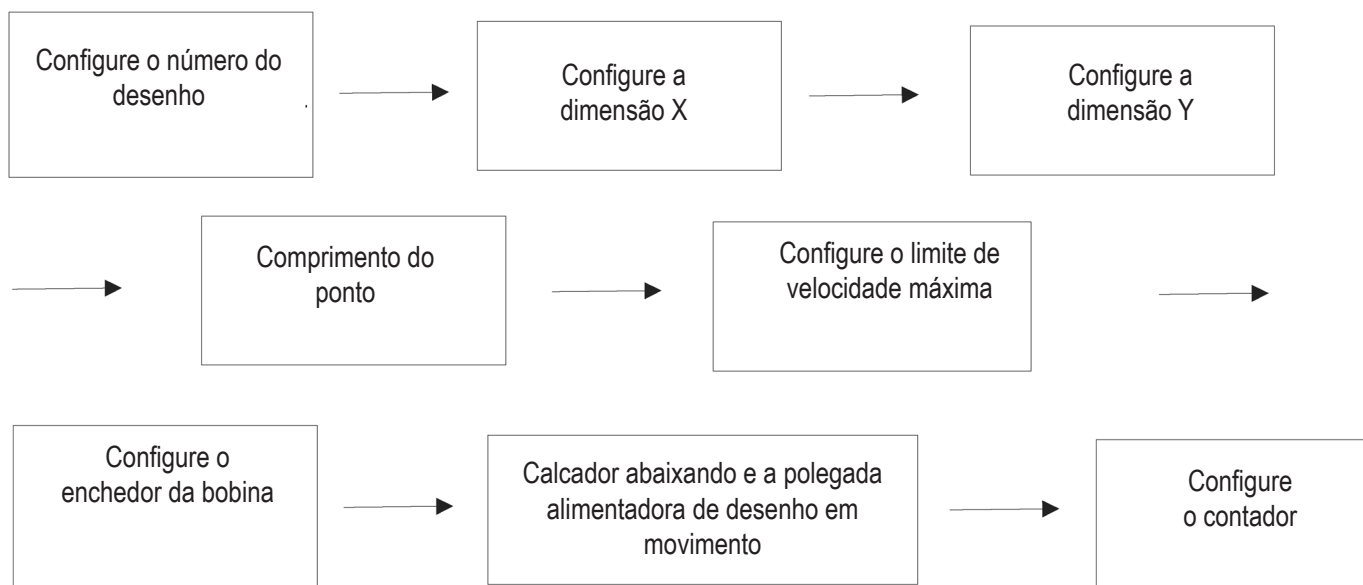 Configure o número do
desenho
Configure a
dimensão X
Configure a
dimensão Y
Comprimento do
ponto
Configure o limite de
velocidade máxima
Configure o
enchedor da bobina
Calcador abaixando e a polegada
alimentadora de desenho em
movimento
Configure
o contador